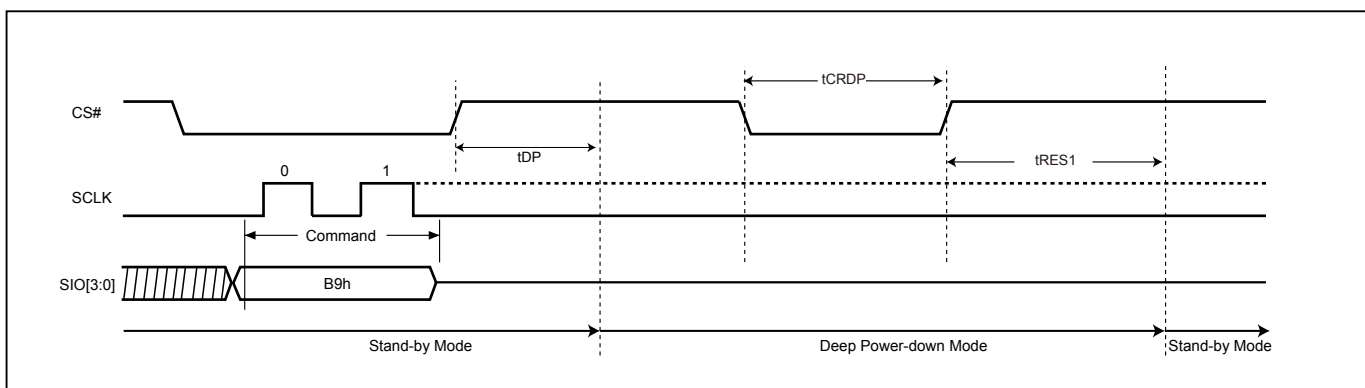 tCRDP
CS#
tDP
tRES1
0 1
SCLK
Command
SIO[3:0]
B9h
Stand-by Mode Deep Power-down Mode Stand-by Mode